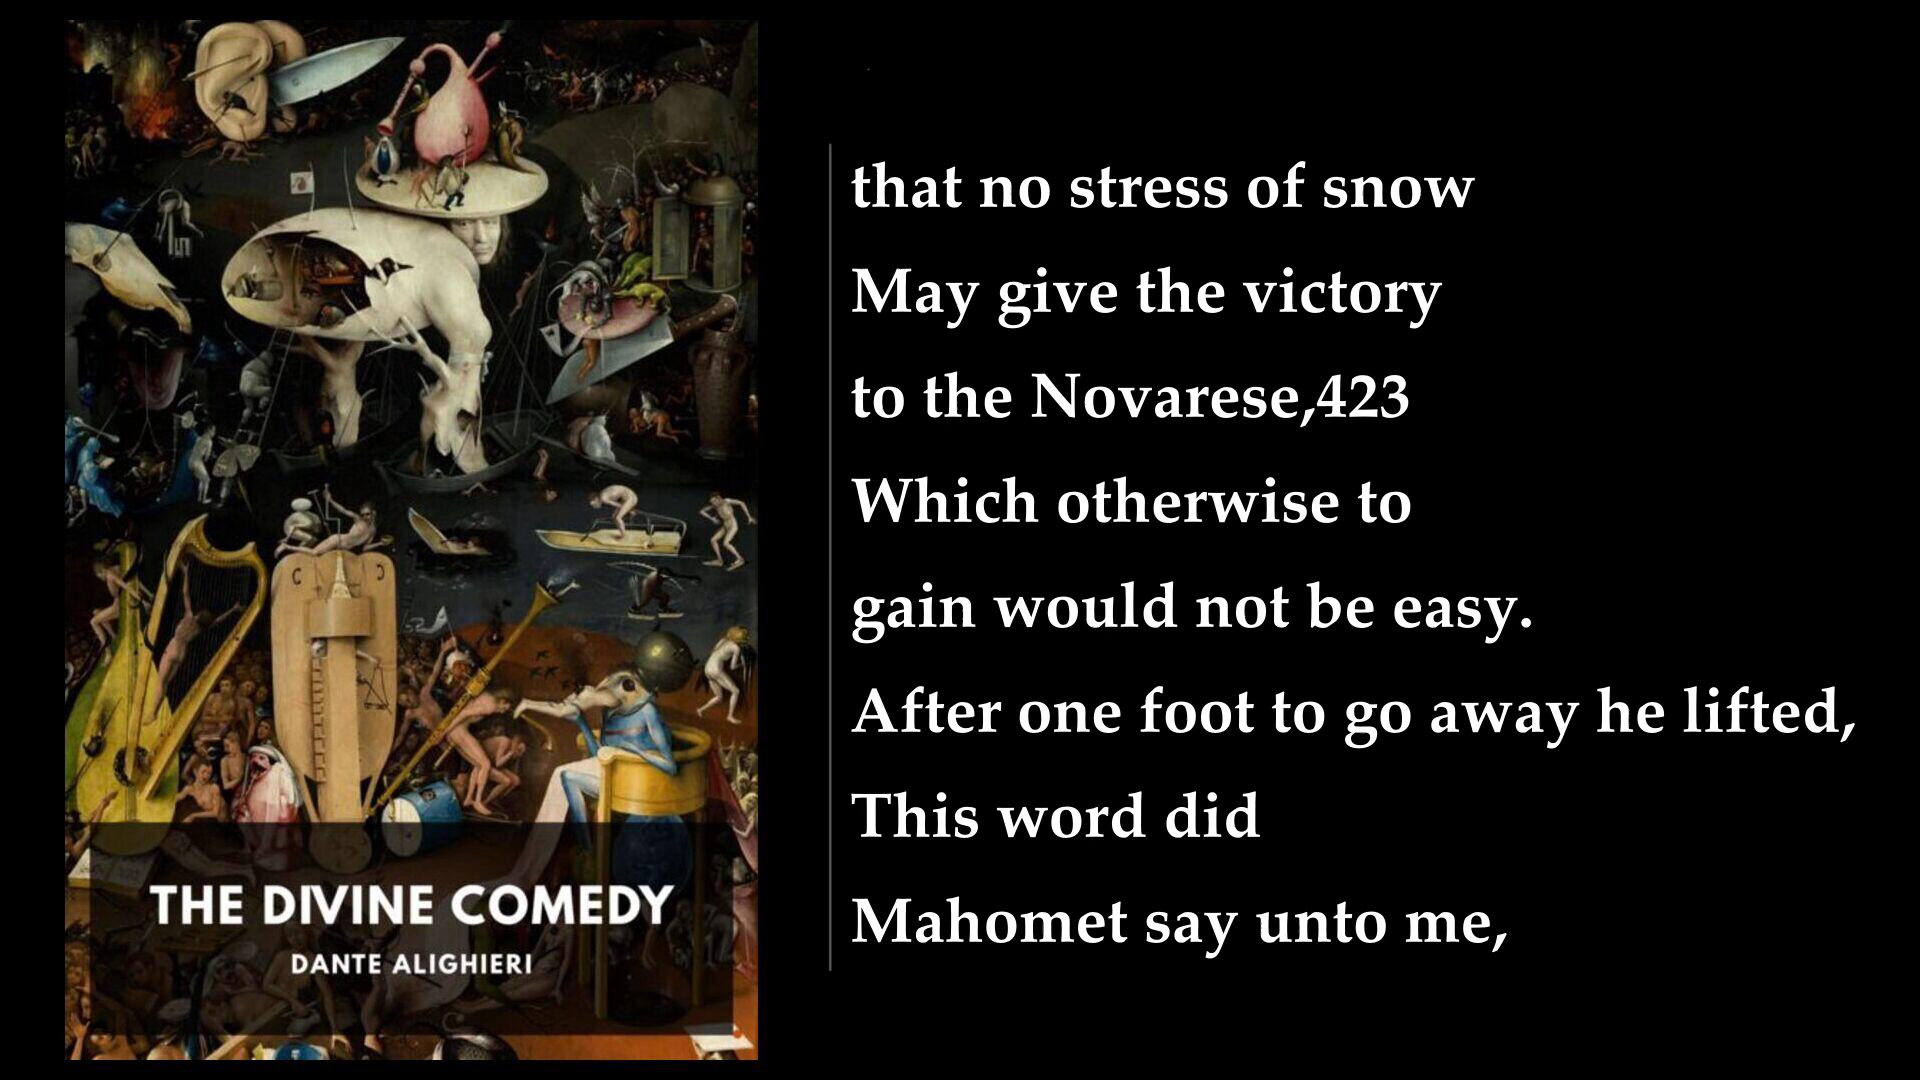 THE DIVINE COMEDY
DANTE ALIGHIERI
that no stress of snow
May give the victory
to the Novarese,423
Which otherwise to
gain would not be easy.
After one foot to go away he lifted,
This word did
Mahomet say unto me,